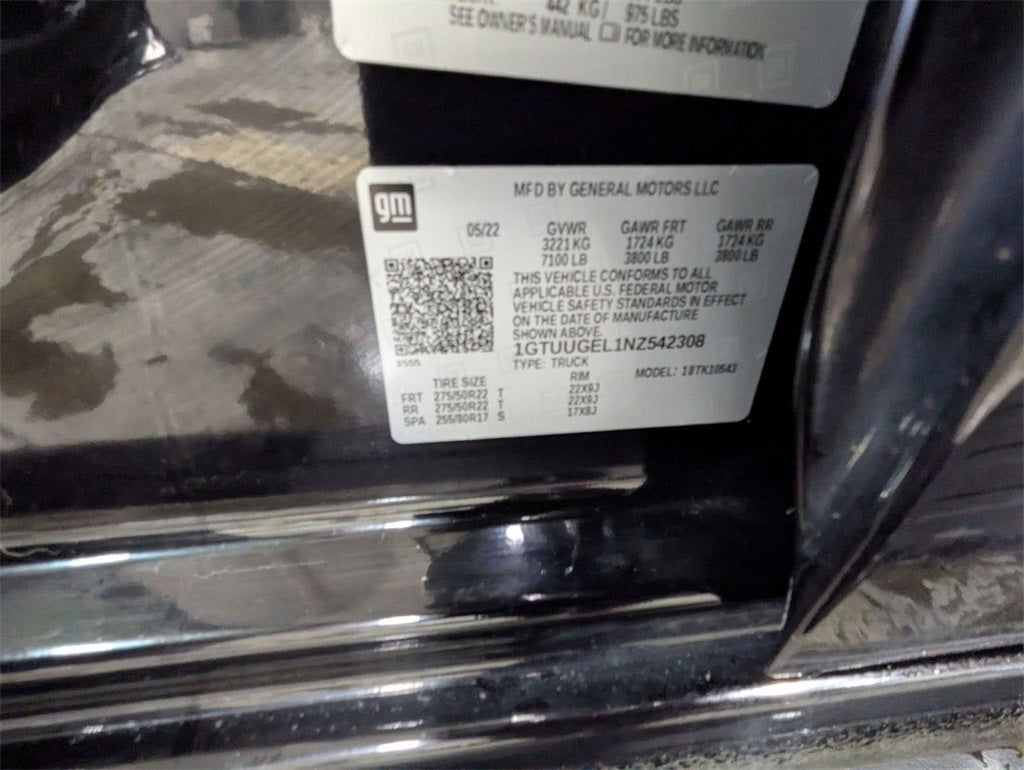 442 KG / 975 LBS
SEE OWNER'S MANUAL FOR MORE INFORMATION
gm
MFD BY GENERAL MOTORS LLC
05/22 GVWR GAWR FRT GAWR RR
3221 KG 1724 KG 1724 KG
7100 LB 3800 LB 3800 LB
THIS VEHICLE CONFORMS TO ALL
APPLICABLE U.S. FEDERAL MOTOR
VEHICLE SAFETY STANDARDS IN EFFECT
ON THE DATE OF MANUFACTURE
SHOWN ABOVE.
1GTUUGEL1NZ542308
TYPE: TRUCK MODEL: 18TK10543
TIRE SIZE RIM
FRT 275/50R22 T 22X9J
RR 275/50R22 T 22X9J
SPA 255/80R17 S 17X8J